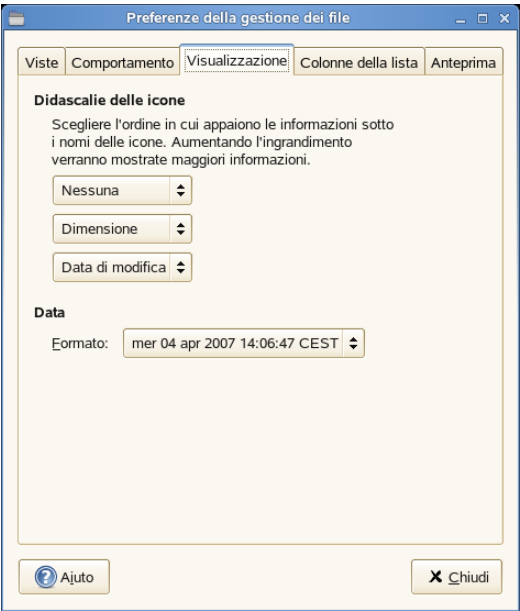 Preferenze della gestione dei file
Viste Comportamento Visualizzazione Colonne della lista Anteprima
Didascalie delle icone
Scegliere l'ordine in cui appaiono le informazioni sotto
i nomi delle icone. Aumentando l'ingrandimento
verranno mostrate maggiori informazioni.
Nessuna
Dimensione
Data di modifica
Data
Formato: mer 04 apr 2007 14:06:47 CEST
Aiuto Chiudi